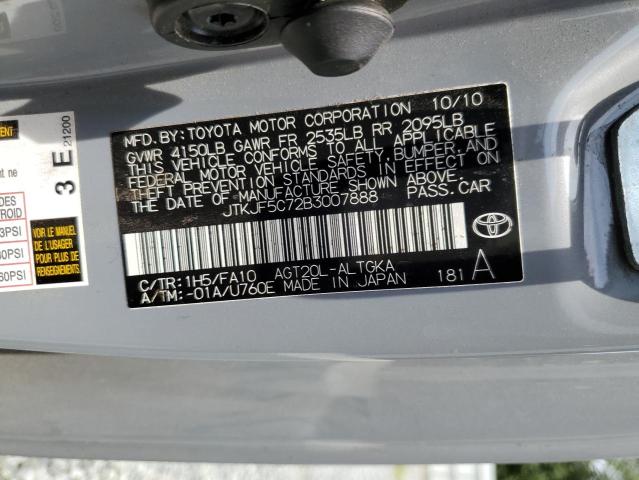 MFD. BY: TOYOTA MOTOR CORPORATION 10/10
GVWR 4150LB GAWR FR 2535LB RR 2095LB
THIS VEHICLE CONFORMS TO ALL APPLICABLE
FEDERAL MOTOR VEHICLE SAFETY, BUMPER, AND
THEFT PREVENTION STANDARDS IN EFFECT ON
THE DATE OF MANUFACTURE SHOWN ABOVE.
JTKJF5C72B3007888 PASS. CAR
C/TR: 1H5/FA10 AGT20L-ALTGKA
A/TM: -01A/U760E MADE IN JAPAN 181 A
3 E 21200
VOIR LE
MANUEL DE
L'USAGER
POUR PLUS DE
RENSEIGNEMENTS
3PSI
60PSI